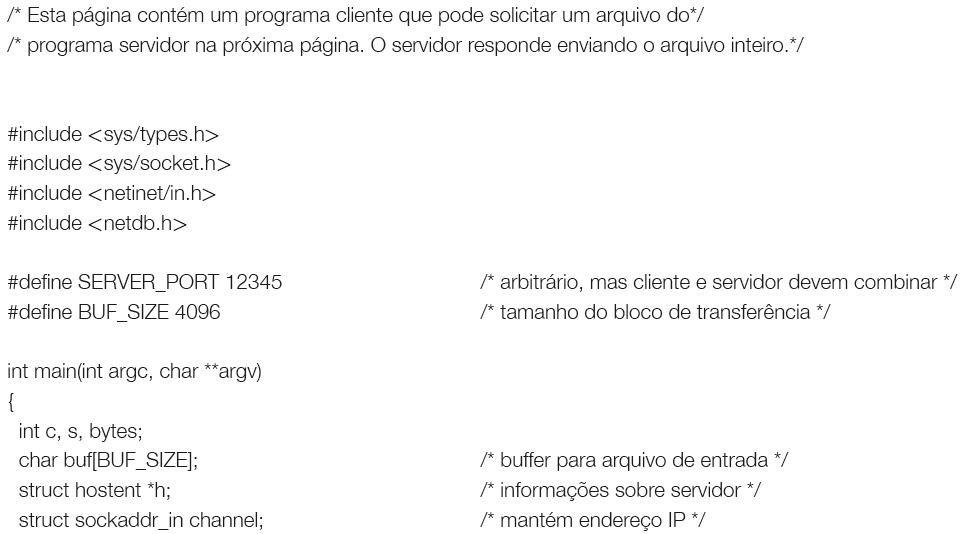 /* Esta página contém um programa cliente que pode solicitar um arquivo do*/
/* programa servidor na próxima página. O servidor responde enviando o arquivo inteiro.*/
#include <sys/types.h>
#include <sys/socket.h>
#include <netinet/in.h>
#include <netdb.h>
#define SERVER_PORT 12345 /* arbitrário, mas cliente e servidor devem combinar */
#define BUF_SIZE 4096 /* tamanho do bloco de transferência */
int main(int argc, char **argv)
{
int c, s, bytes;
char buf[BUF_SIZE]; /* buffer para arquivo de entrada */
struct hostent *h; /* informações sobre servidor */
struct sockaddr_in channel; /* mantém endereço IP */